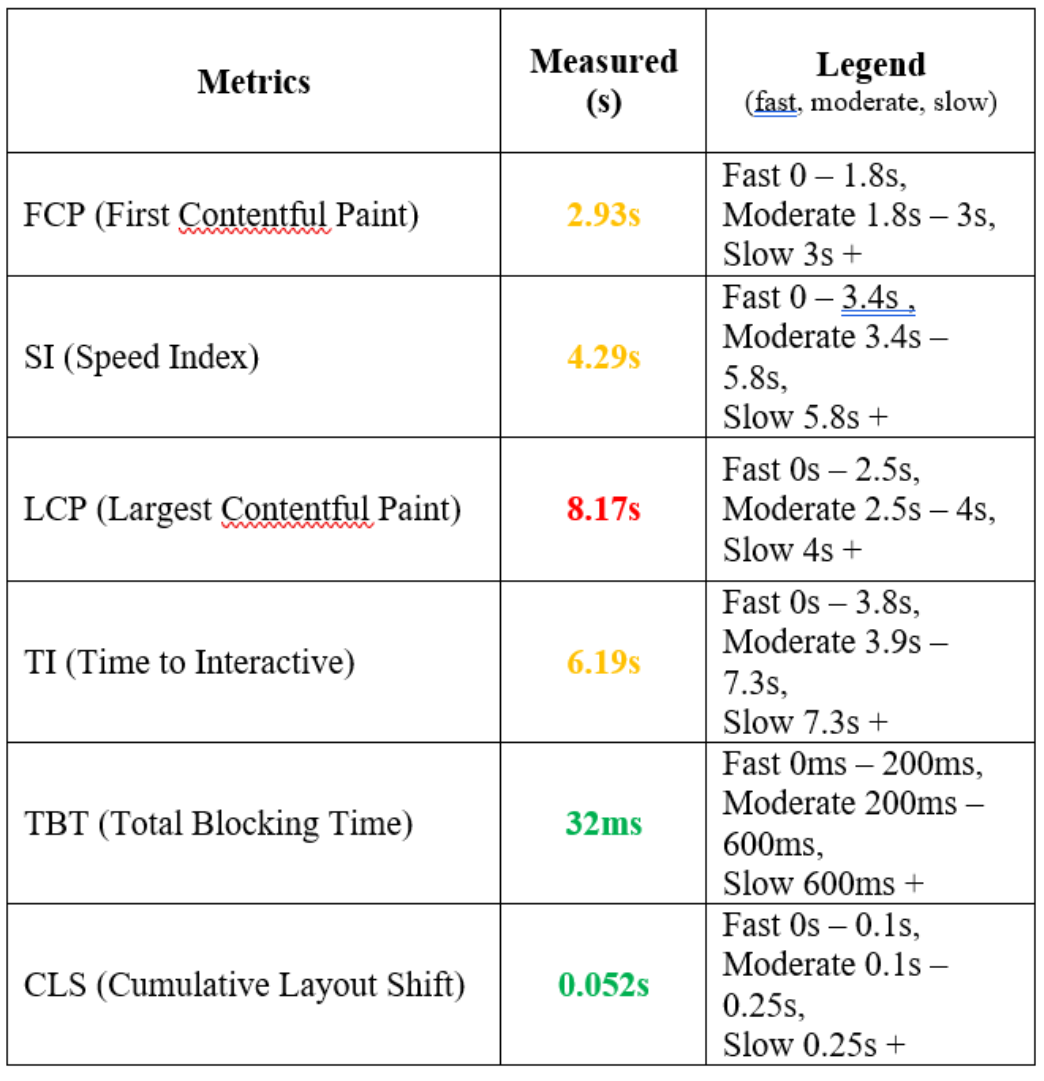 Metrics
Measured
(s)
Legend
(fast, moderate, slow)
FCP (First Contentful Paint)
2.93s
Fast 0 – 1.8s,
Moderate 1.8s – 3s,
Slow 3s +
SI (Speed Index)
4.29s
Fast 0 – 3.4s ,
Moderate 3.4s –
5.8s,
Slow 5.8s +
LCP (Largest Contentful Paint)
8.17s
Fast 0s – 2.5s,
Moderate 2.5s – 4s,
Slow 4s +
TI (Time to Interactive)
6.19s
Fast 0s – 3.8s,
Moderate 3.9s –
7.3s,
Slow 7.3s +
TBT (Total Blocking Time)
32ms
Fast 0ms – 200ms,
Moderate 200ms –
600ms,
Slow 600ms +
CLS (Cumulative Layout Shift)
0.052s
Fast 0s – 0.1s,
Moderate 0.1s –
0.25s,
Slow 0.25s +